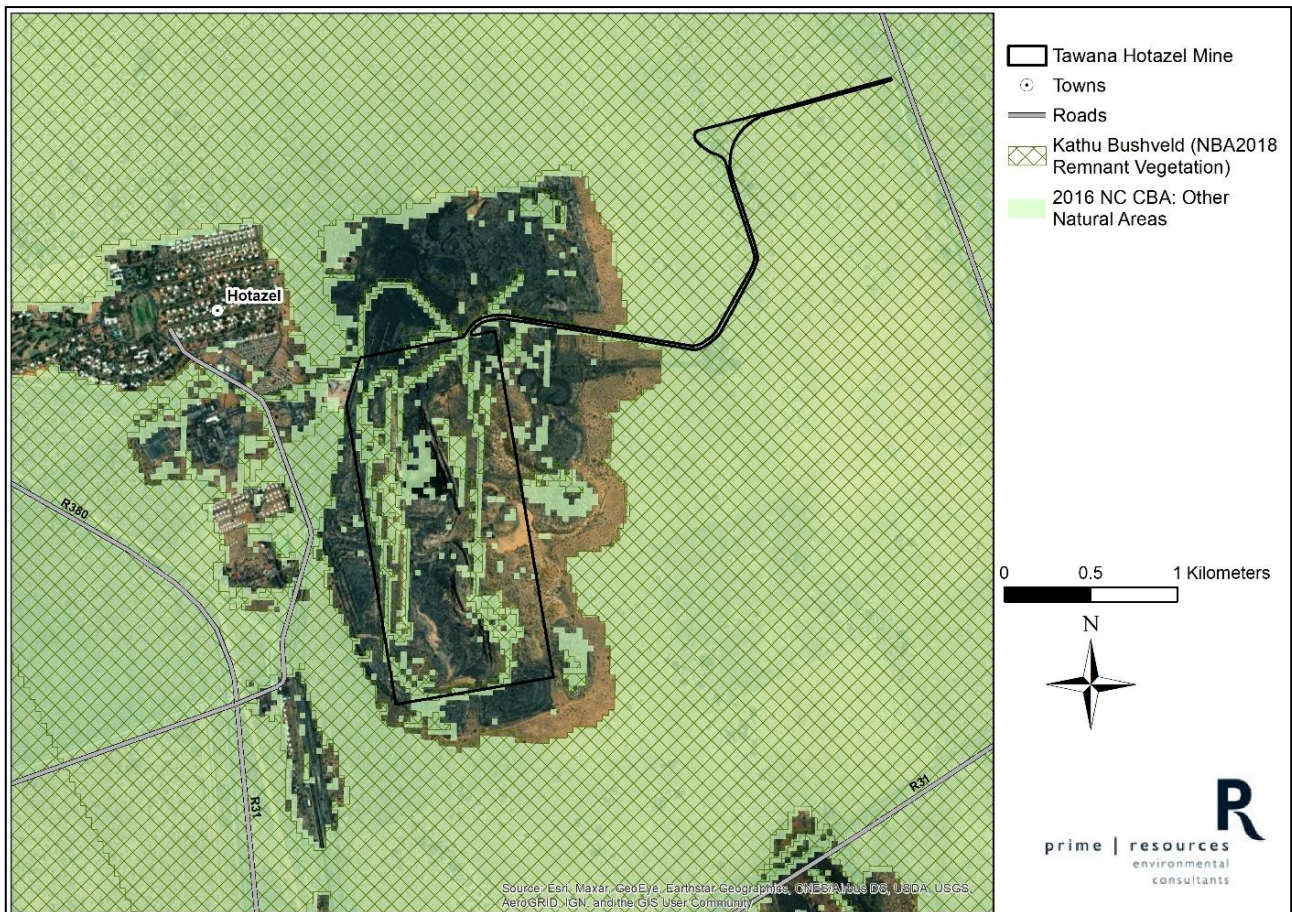 Hotazel
R380
R31
R31
Source: Esri, Maxar, GeoEye, Earthstar Geographics, CNES/Airbus DS, USDA, USGS,
AeroGRID, IGN, and the GIS User Community
Tawana Hotazel Mine
Towns
Roads
Kathu Bushveld (NBA2018
Remnant Vegetation)
2016 NC CBA: Other
Natural Areas
0 0.5 1 Kilometers
N
R
prime | resources
environmental
consultants